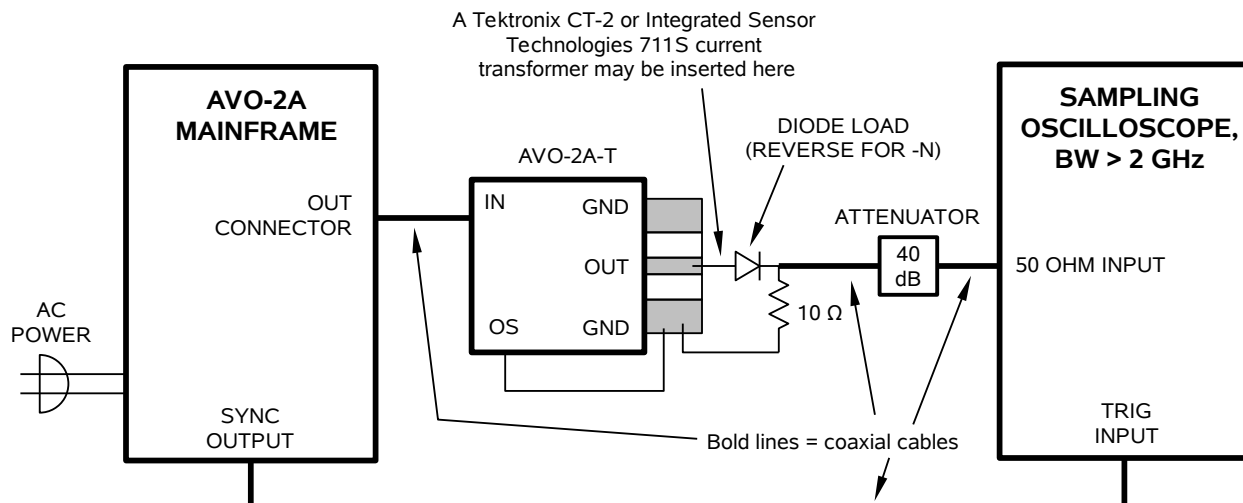 A Tektronix CT-2 or Integrated Sensor
Technologies 711S current
transformer may be inserted here
AVO-2A
MAINFRAME
SAMPLING
OSCILLOSCOPE,
BW > 2 GHz
DIODE LOAD
(REVERSE FOR -N)
AVO-2A-T
OUT
CONNECTOR
IN
GND
OUT
OS
GND
ATTENUATOR
40
dB
50 OHM INPUT
10 Ω
AC
POWER
SYNC
OUTPUT
Bold lines = coaxial cables
TRIG
INPUT